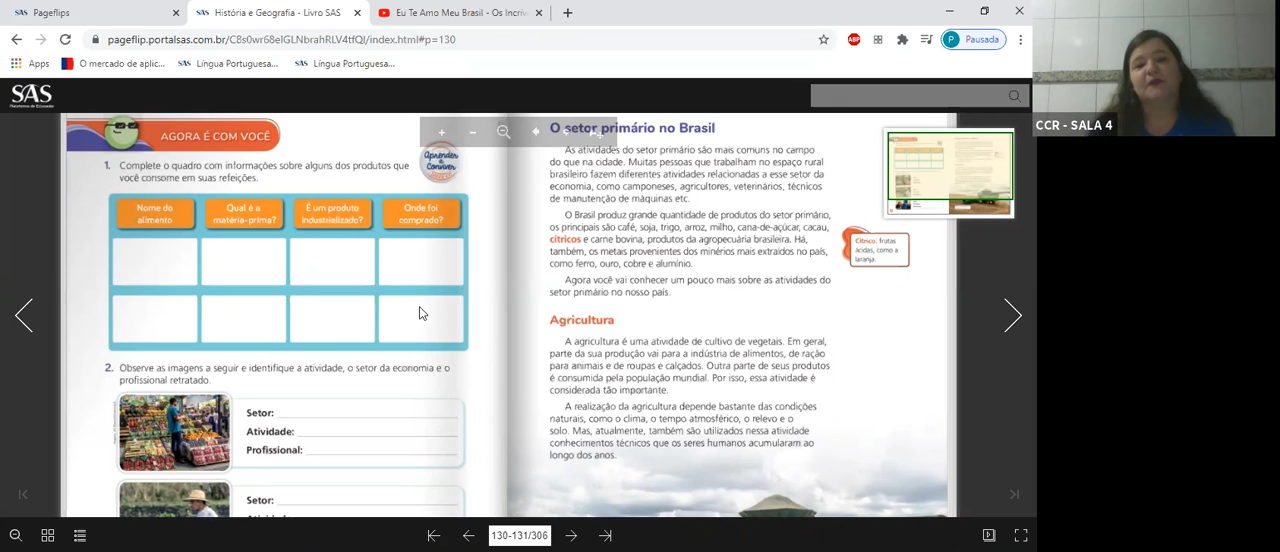 Pageflips
História e Geografia - Livro SAS
Eu Te Amo Meu Brasil - Os Incríve
pageflip.portalsas.com.br/C8s0wr68elGLNbrahRLV4tfQI/index.html#p=130
ABP
P Pausada
Apps
O mercado de aplic...
SAS Língua Portuguesa...
SAS Língua Portuguesa...
SAS
Plataforma de Educação
CCR - SALA 4
AGORA É COM VOCÊ
Aprender & Conviver
1. Complete o quadro com informações sobre alguns dos produtos que
você consome em suas refeições.
Nome do
alimento
Qual é a
matéria-prima?
É um produto
industrializado?
Onde foi
comprado?
2. Observe as imagens a seguir e identifique a atividade, o setor da economia e o
profissional retratado.
Setor:
Atividade:
Profissional:
Setor:
O setor primário no Brasil
As atividades do setor primário são mais comuns no campo
do que na cidade. Muitas pessoas que trabalham no espaço rural
brasileiro fazem diferentes atividades relacionadas a esse setor da
economia, como camponeses, agricultores, veterinários, técnicos
de manutenção de máquinas etc.
O Brasil produz grande quantidade de produtos do setor primário,
os principais são café, soja, trigo, arroz, milho, cana-de-açúcar, cacau,
cítricos e carne bovina, produtos da agropecuária brasileira. Há,
também, os metais provenientes dos minérios mais extraídos no país,
como ferro, ouro, cobre e alumínio.
Agora você vai conhecer um pouco mais sobre as atividades do
setor primário no nosso país.
Cítrico: frutas
ácidas, como a
laranja.
Agricultura
A agricultura é uma atividade de cultivo de vegetais. Em geral,
parte da sua produção vai para a indústria de alimentos, de ração
para animais e de roupas e calçados. Outra parte de seus produtos
é consumida pela população mundial. Por isso, essa atividade é
considerada tão importante.
A realização da agricultura depende bastante das condições
naturais, como o clima, o tempo atmosférico, o relevo e o
solo. Mas, atualmente, também são utilizados nessa atividade
conhecimentos técnicos que os seres humanos acumularam ao
longo dos anos.
130-131/306